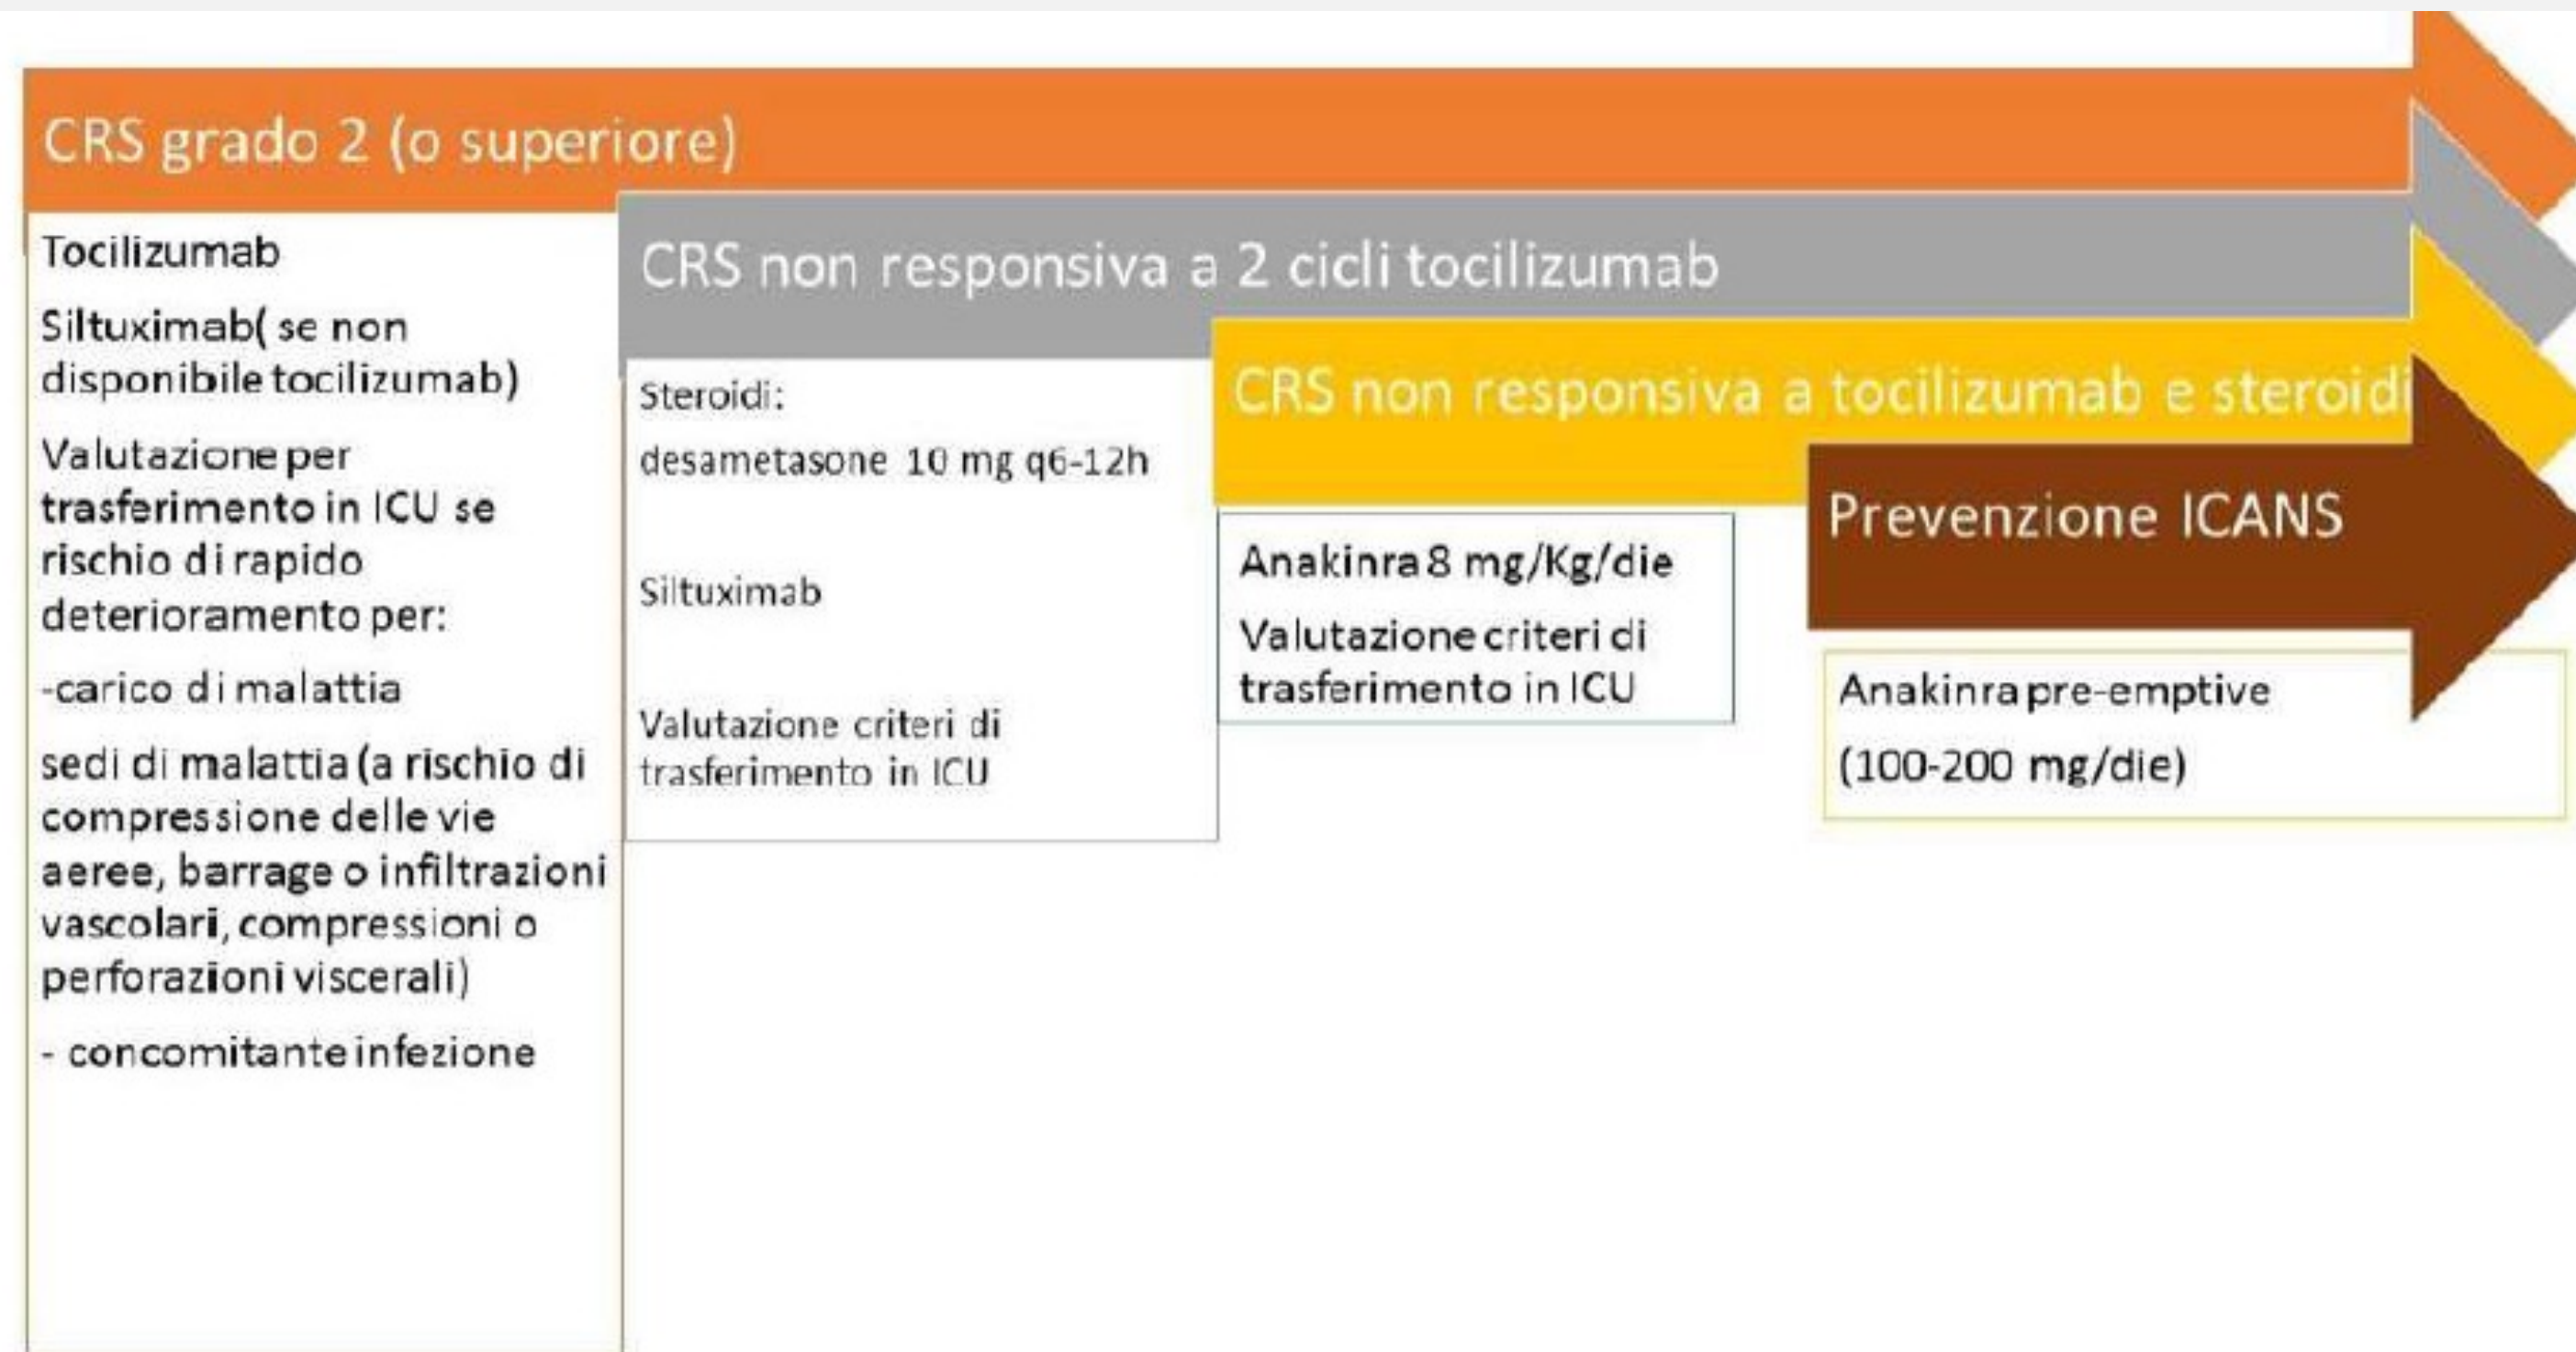 CRS grado 2 (o superiore)
Tocilizumab
Siltuximab( se non
disponibile tocilizumab)
Valutazione per
trasferimento in ICU se
rischio di rapido
deterioramento per:
-carico di malattia
sedi di malattia (a rischio di
compressione delle vie
aeree, barrage o infiltrazioni
vascolari, compressioni o
perforazioni viscerali)
- concomitante infezione
CRS non responsiva a 2 cicli tocilizumab
Steroidi:
desametasone 10 mg q6-12h
Siltuximab
Valutazione criteri di
trasferimento in ICU
CRS non responsiva a tocilizumab e steroidi
Anakinra 8 mg/Kg/die
Valutazione criteri di
trasferimento in ICU
Prevenzione ICANS
Anakinra pre-emptive
(100-200 mg/die)